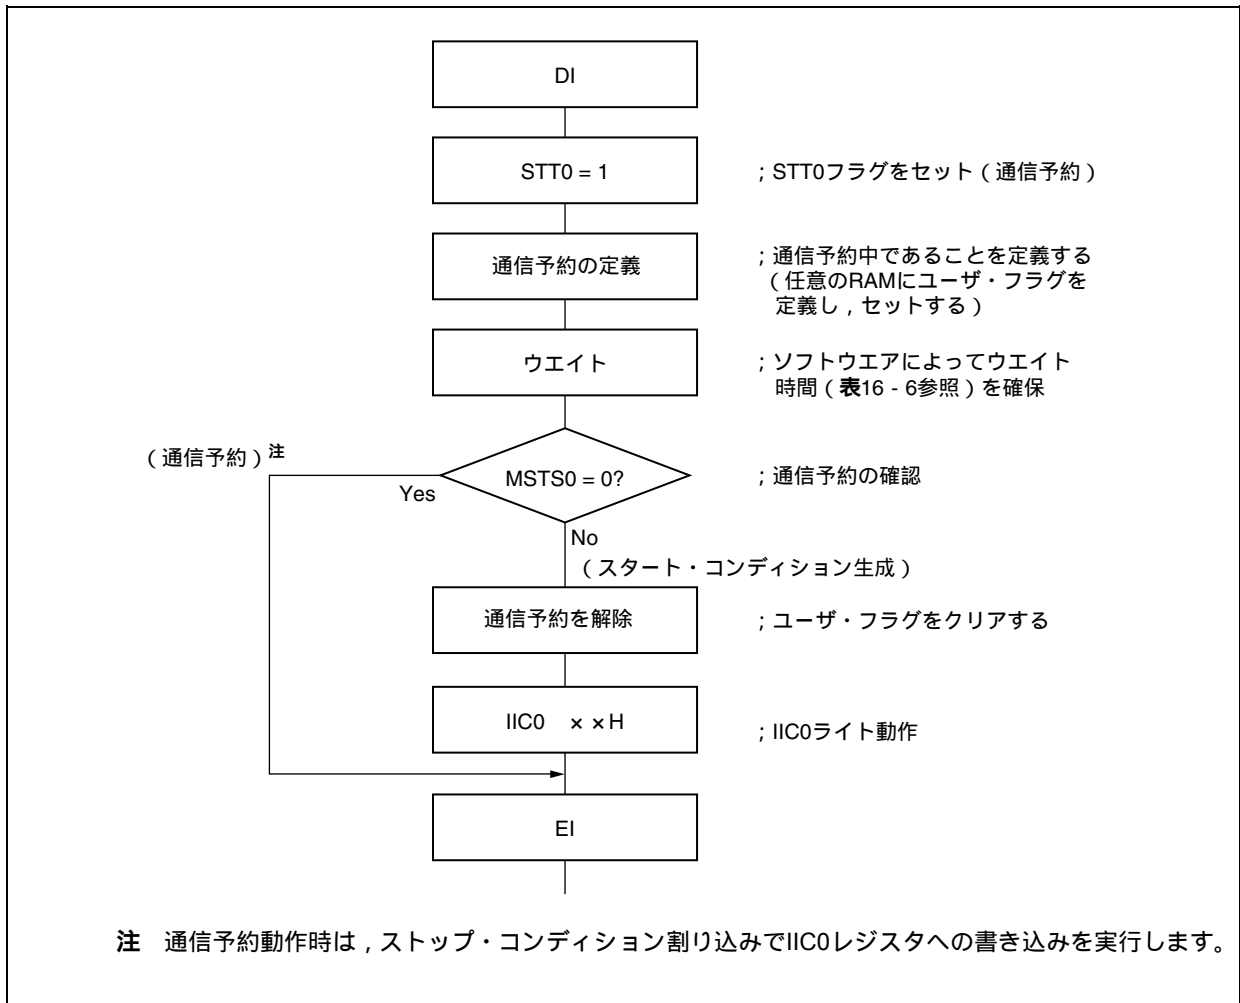 DI
STT0 = 1
；STT0フラグをセット（通信予約）
通信予約の定義
；通信予約中であることを定義する
（任意のRAMにユーザ・フラグを
定義し，セットする）
ウエイト
；ソフトウエアによってウエイト
時間（表16 - 6参照）を確保
（通信予約）注
MSTS0 = 0?
；通信予約の確認
Yes
No
（スタート・コンディション生成）
通信予約を解除
；ユーザ・フラグをクリアする
IIC0　××H
；IIC0ライト動作
EI
注　通信予約動作時は，ストップ・コンディション割り込みでIIC0レジスタへの書き込みを実行します。